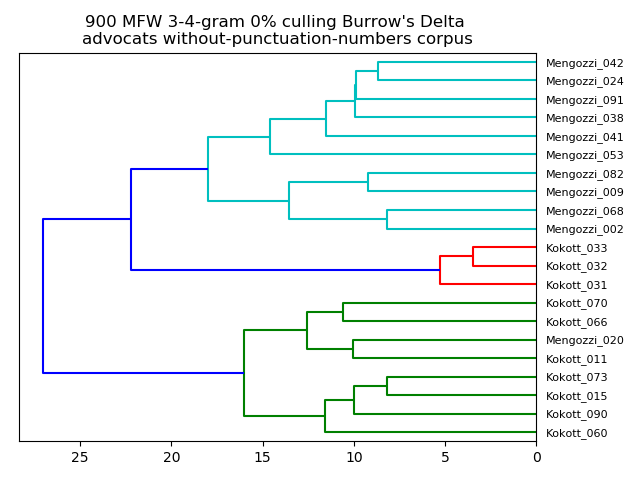 900 MFW 3-4-gram 0% culling Burrow's Delta
advocats without-punctuation-numbers corpus
Mengozzi_042
Mengozzi_024
Mengozzi_091
Mengozzi_038
Mengozzi_041
Mengozzi_053
Mengozzi_082
Mengozzi_009
Mengozzi_068
Mengozzi_002
Kokott_033
Kokott_032
Kokott_031
Kokott_070
Kokott_066
Mengozzi_020
Kokott_011
Kokott_073
Kokott_015
Kokott_090
Kokott_060
25 20 15 10 5 0